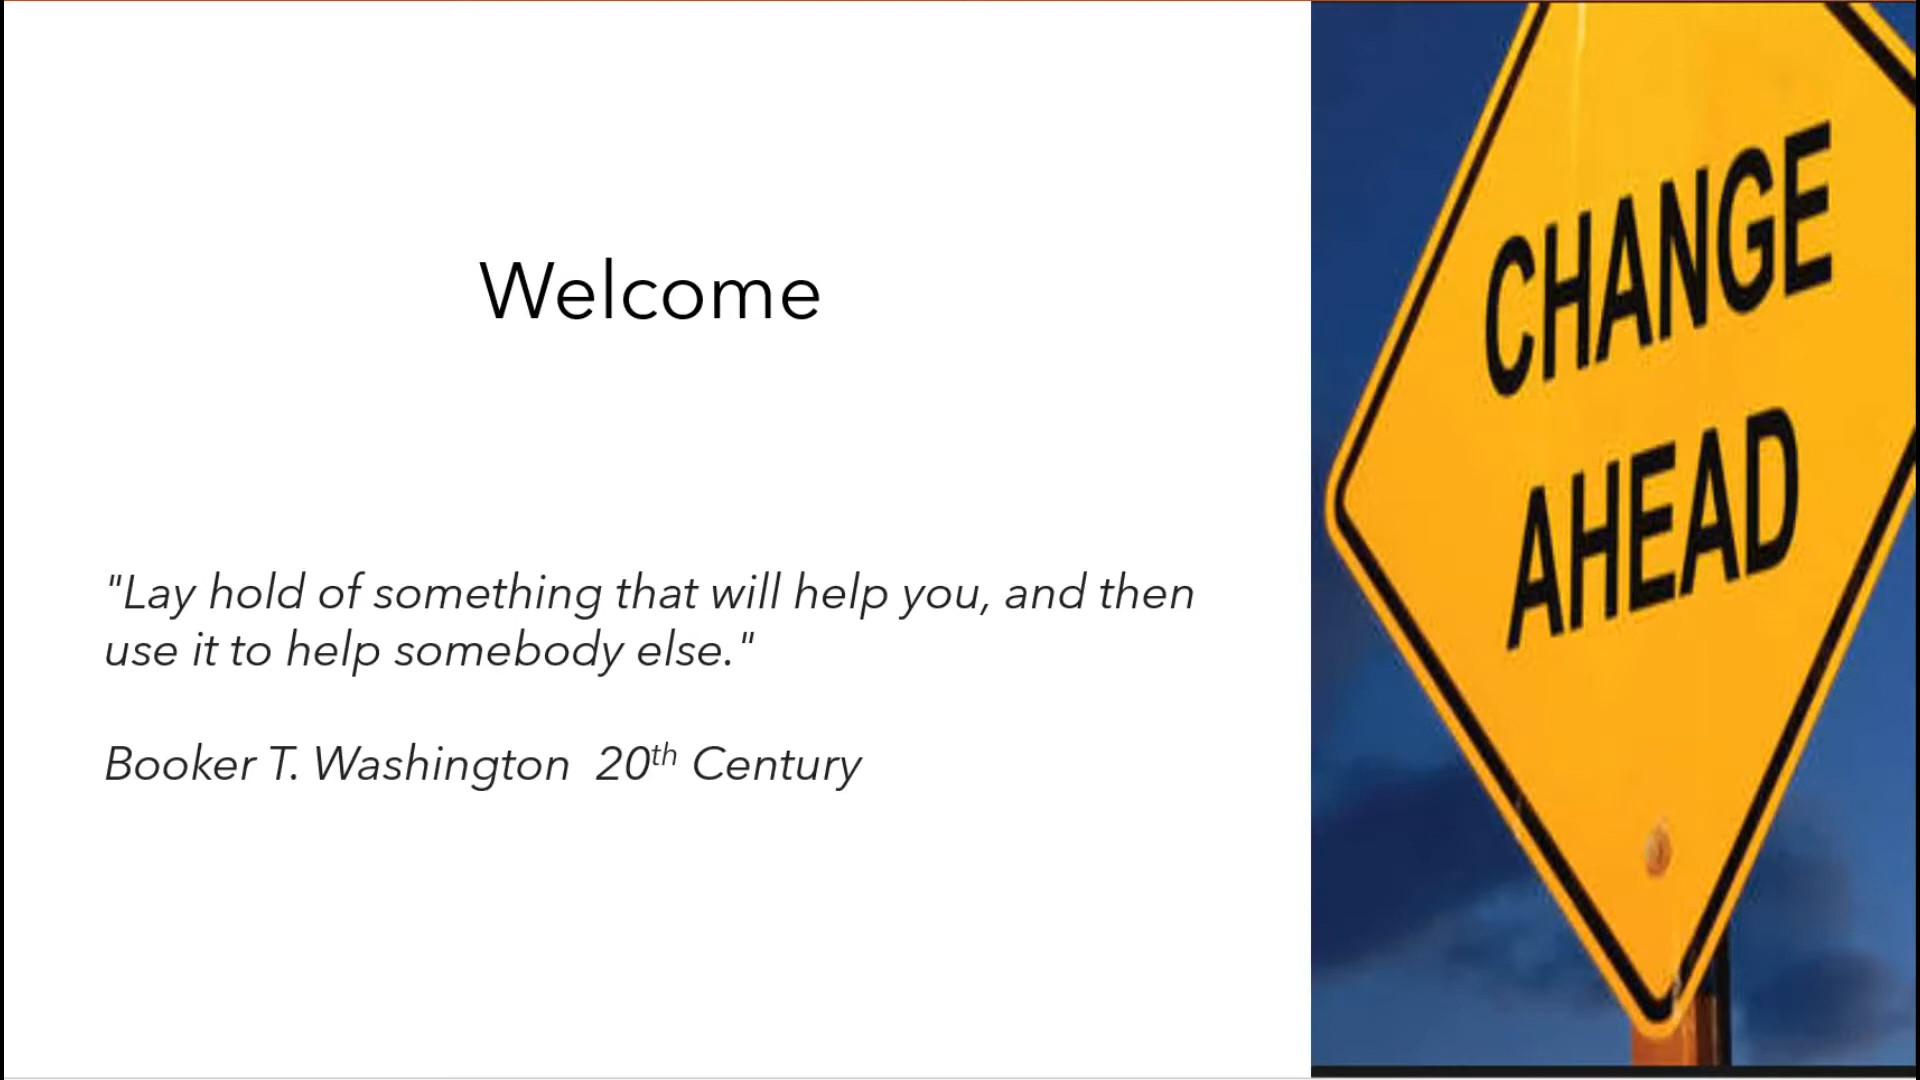 Welcome
"Lay hold of something that will help you, and then
use it to help somebody else."
Booker T. Washington  20th Century
CHANGE
AHEAD